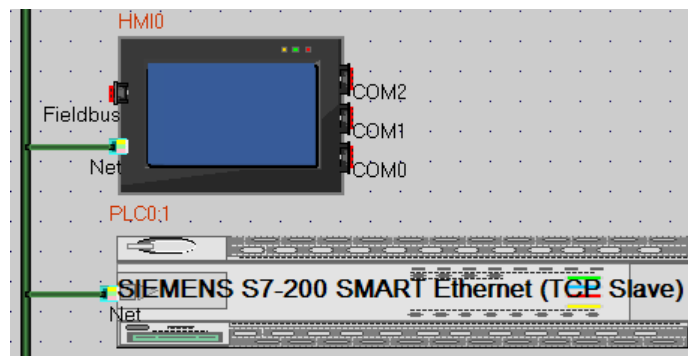 HMI0
COM2
Fieldbus
COM1
Net
COM0
PLC0:1
SIEMENS S7-200 SMART Ethernet (TCP Slave)
Net